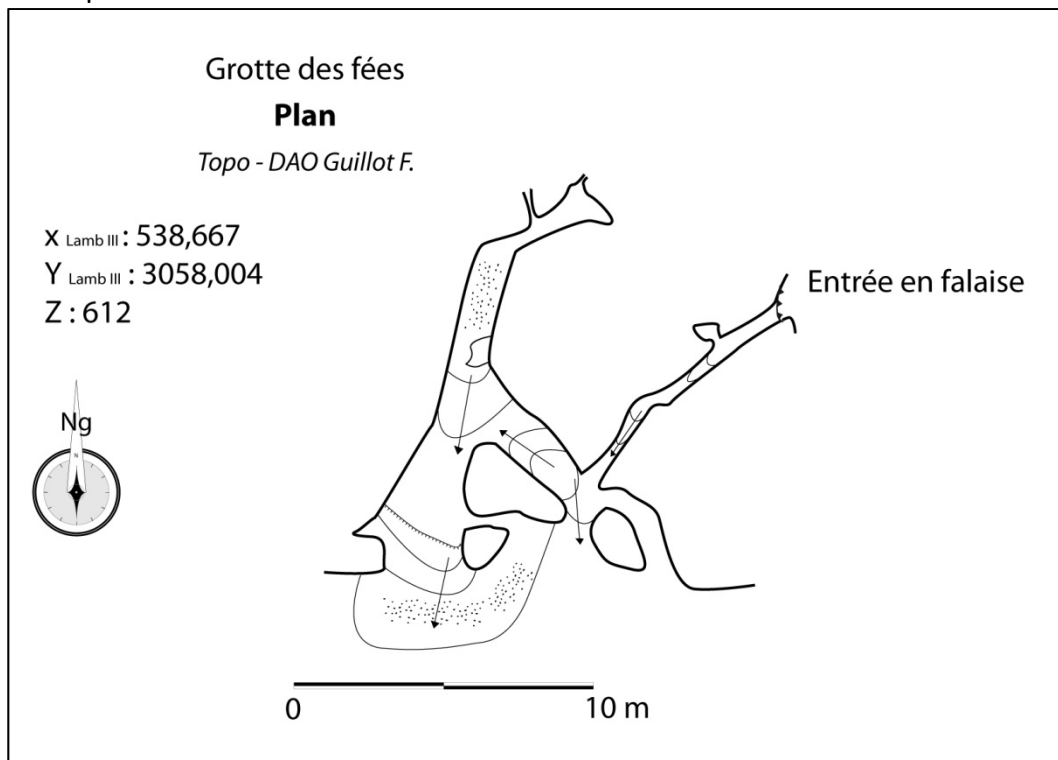 Grotte des fées
Plan
Topo - DAO Guillot F.
x Lamb III : 538,667
Y Lamb III : 3058,004
Z : 612
Entrée en falaise
Ng
N
0
10 m